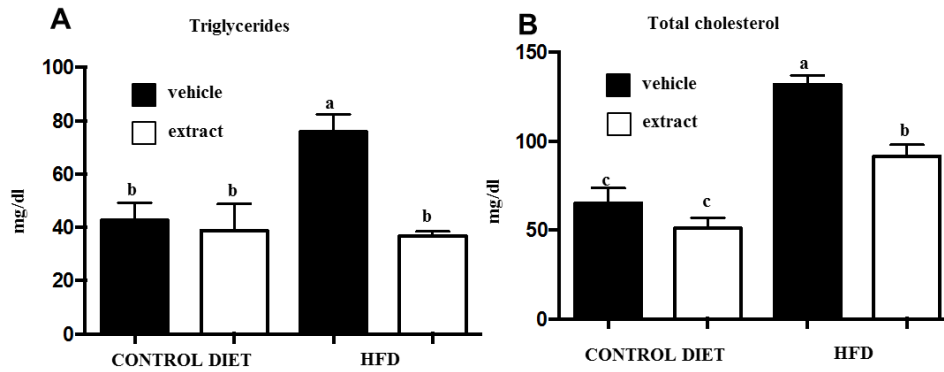 A
Triglycerides
100
80
60
40
20
0
mg/dl
vehicle
extract
b
b
a
b
CONTROL DIET
HFD
B
Total cholesterol
150
100
50
0
mg/dl
vehicle
extract
c
c
a
b
CONTROL DIET
HFD